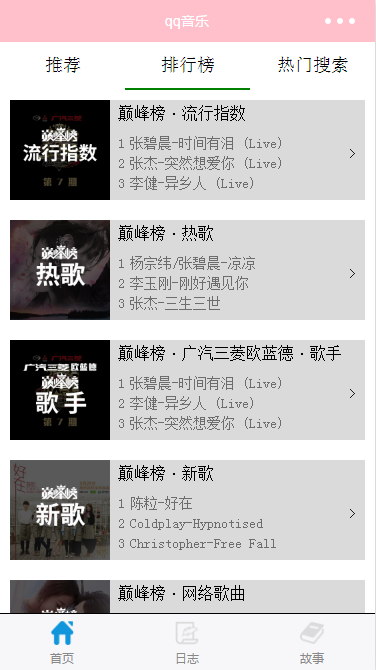 qq音乐
推荐
排行榜
热门搜索
巅峰榜
流行指数
第7期
巅峰榜·流行指数
1 张碧晨-时间有泪 (Live)
2 张杰-突然想爱你 (Live)
3 李健-异乡人 (Live)
巅峰榜
热歌
巅峰榜·热歌
1 杨宗纬/张碧晨-凉凉
2 李玉刚-刚好遇见你
3 张杰-三生三世
广汽三菱欧蓝德
巅峰榜
歌手
第7期
巅峰榜·广汽三菱欧蓝德·歌手
1 张碧晨-时间有泪 (Live)
2 李健-异乡人 (Live)
3 张杰-突然想爱你 (Live)
巅峰榜
新歌
巅峰榜·新歌
1 陈粒-好在
2 Coldplay-Hypnotised
3 Christopher-Free Fall
巅峰榜·网络歌曲
首页
日志
故事